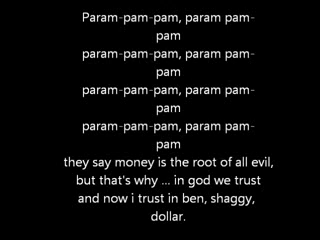 Param-pam-pam, param pam-
pam
param-pam-pam, param pam-
pam
param-pam-pam, param pam-
pam
param-pam-pam, param pam-
pam
they say money is the root of all evil,
but that's why ... in god we trust
and now i trust in ben, shaggy,
dollar.